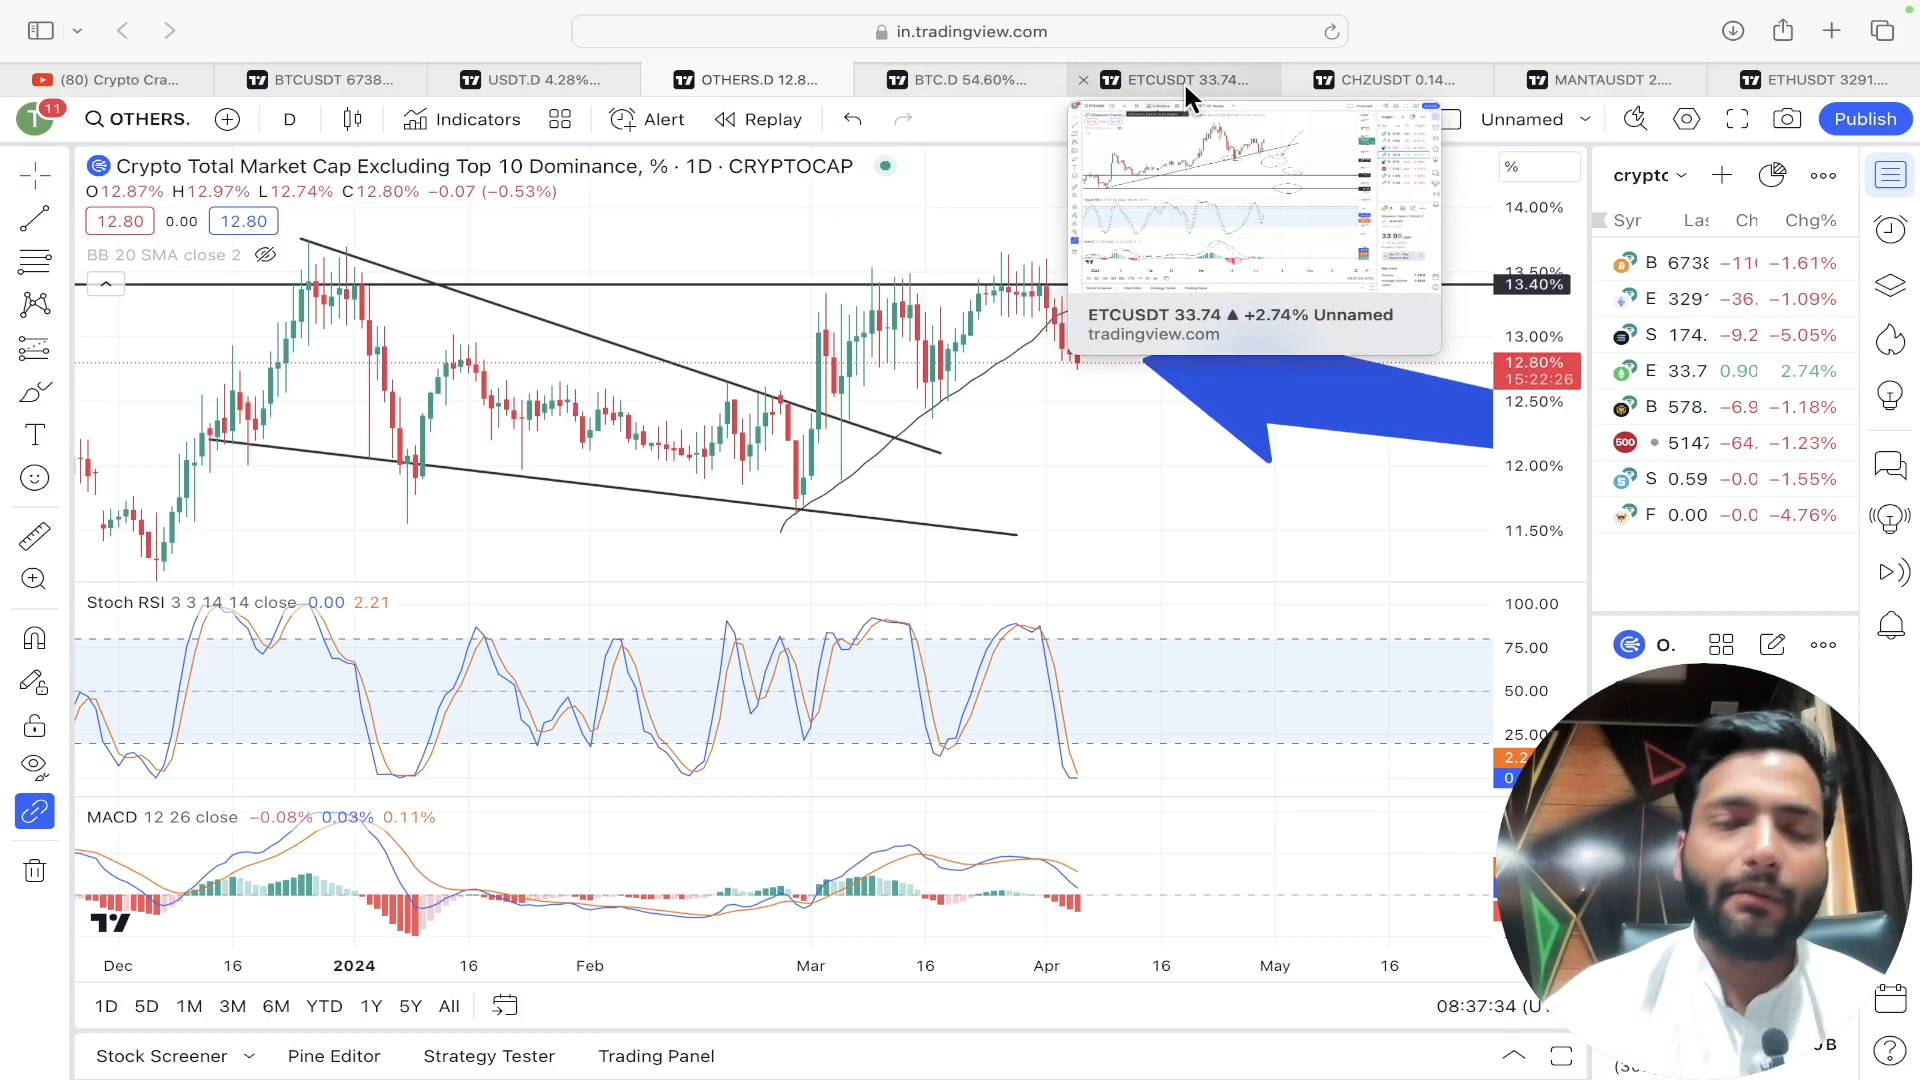 in.tradingview.com
(80) Crypto Cra...
BTCUSDT 6738...
USDT.D 4.28%...
OTHERS.D 12.8...
BTC.D 54.60%...
ETCUSDT 33.74...
CHZUSDT 0.14...
MANTAUSDT 2....
ETHUSDT 3291....
T
11
OTHERS.
D
Indicators
Alert
Replay
Unnamed
Publish
Crypto Total Market Cap Excluding Top 10 Dominance, % · 1D · CRYPTOCAP
O12.87% H12.97% L12.74% C12.80% −0.07 (−0.53%)
12.80
0.00
12.80
BB 20 SMA close 2
ETCUSDT 33.74 ▲ +2.74% Unnamed
tradingview.com
%
14.00%
13.50%
13.40%
13.00%
12.80%
15:22:26
12.50%
12.00%
11.50%
Stoch RSI 3 3 14 14 close 0.00 2.21
100.00
75.00
50.00
25.00
MACD 12 26 close −0.08% 0.03% 0.11%
Dec
16
2024
16
Feb
Mar
16
Apr
16
May
16
1D 5D 1M 3M 6M YTD 1Y 5Y All
08:37:34
Stock Screener
Pine Editor
Strategy Tester
Trading Panel
Syr
Chg%
B 6738 −1.61%
E 329 −36. −1.09%
S 174. −9.2 −5.05%
E 33.7 0.90 2.74%
B 578. −6.9 −1.18%
500 5147 −64. −1.23%
S 0.59 −0.0 −1.55%
F 0.00 −0.0 −4.76%
O.